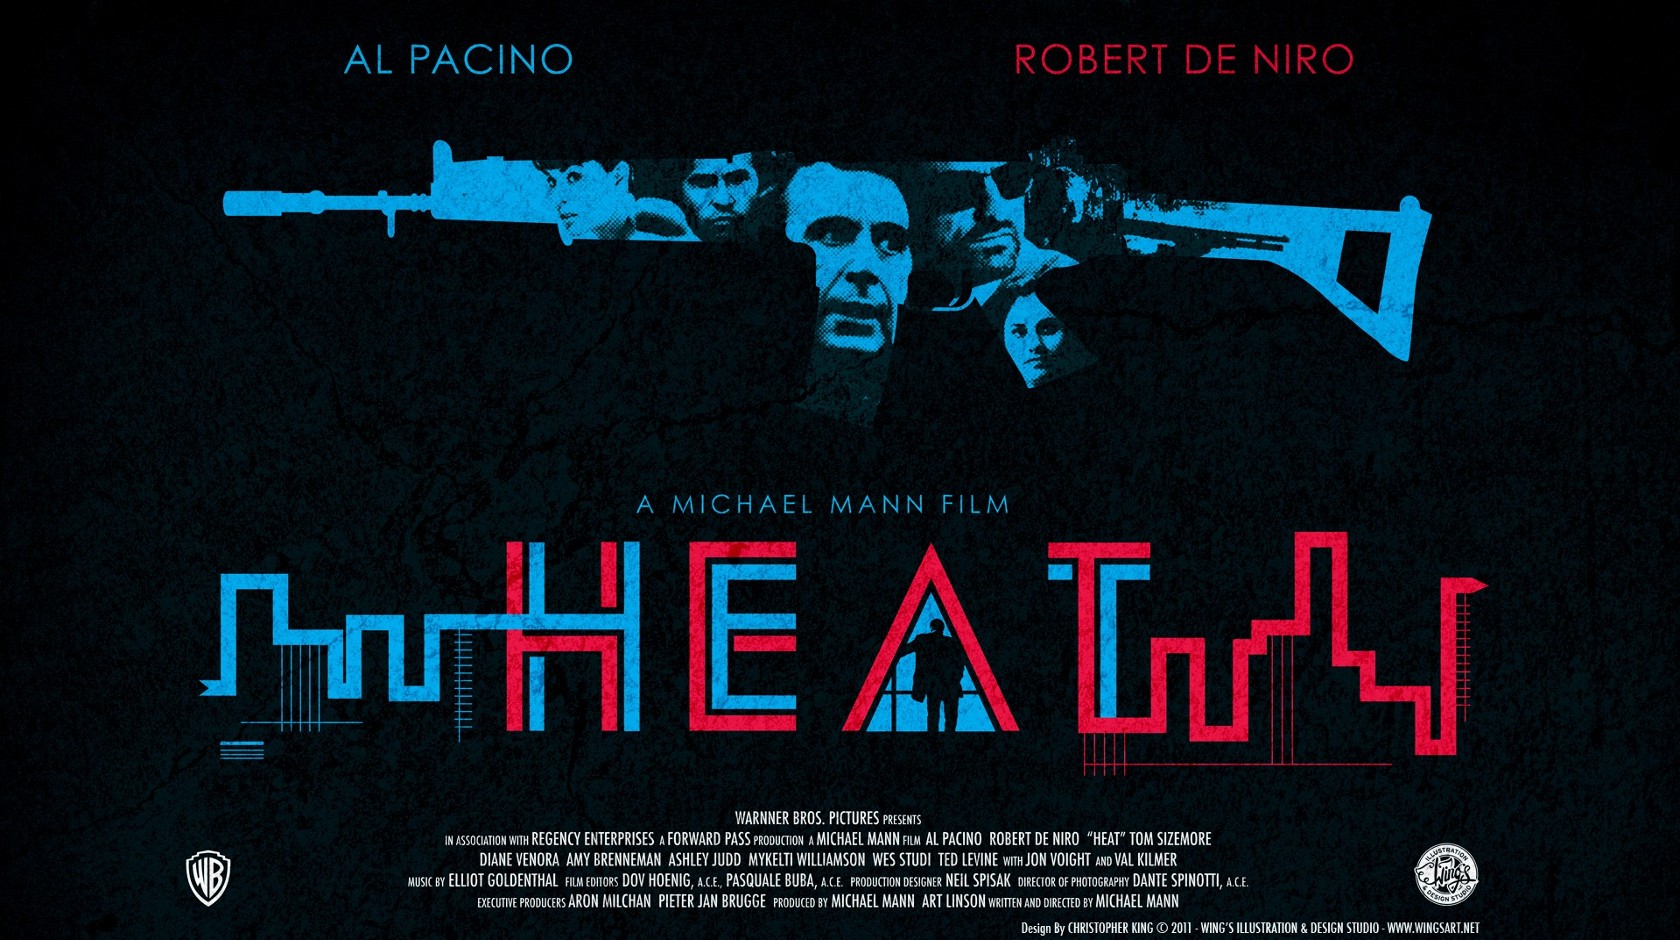 AL PACINO
ROBERT DE NIRO
A MICHAEL MANN FILM
HEAT
WARNNER BROS. PICTURES PRESENTS
IN ASSOCIATION WITH REGENCY ENTERPRISES A FORWARD PASS PRODUCTION A MICHAEL MANN FILM AL PACINO ROBERT DE NIRO “HEAT” TOM SIZEMORE
DIANE VENORA AMY BRENNEMAN ASHLEY JUDD MYKELTI WILLIAMSON WES STUDI TED LEVINE WITH JON VOIGHT AND VAL KILMER
MUSIC BY ELLIOT GOLDENTHAL FILM EDITORS DOV HOENIG, A.C.E., PASQUALE BUBA, A.C.E. PRODUCTION DESIGNER NEIL SPISAK DIRECTOR OF PHOTOGRAPHY DANTE SPINOTTI, A.C.E.
EXECUTIVE PRODUCERS ARON MILCHAN PIETER JAN BRUGGE PRODUCED BY MICHAEL MANN ART LINSON WRITTEN AND DIRECTED BY MICHAEL MANN
WB
ILLUSTRATION
Wing's
& DESIGN STUDIO
Design By CHRISTOPHER KING © 2011 - WING'S ILLUSTRATION & DESIGN STUDIO - WWW.WINGSART.NET